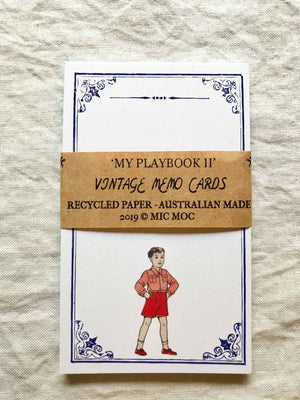 'MY PLAYBOOK II'
VINTAGE MEMO CARDS
RECYCLED PAPER - AUSTRALIAN MADE
2019 © MIC MOC